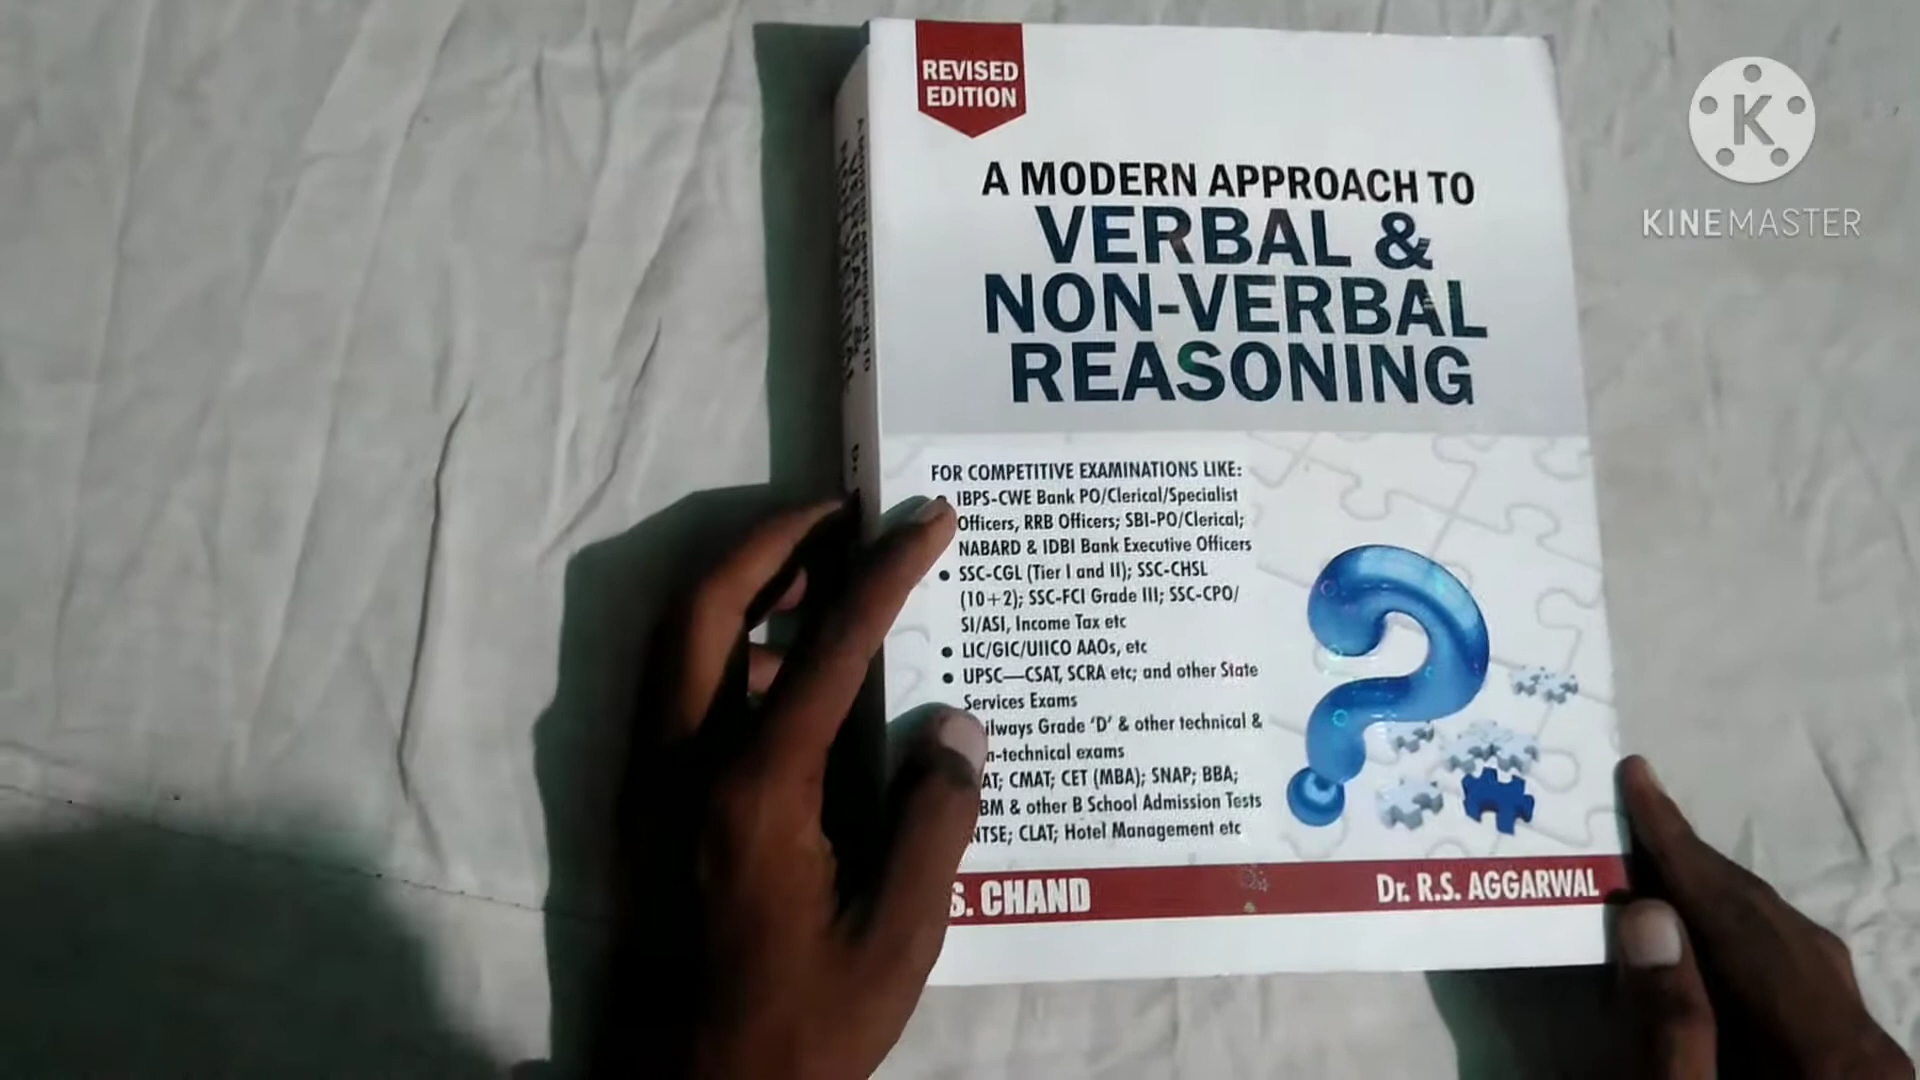 REVISED
EDITION
A MODERN APPROACH TO
VERBAL &
NON-VERBAL
REASONING
FOR COMPETITIVE EXAMINATIONS LIKE:
IBPS-CWE Bank PO/Clerical/Specialist
Officers, RRB Officers; SBI-PO/Clerical;
NABARD & IDBI Bank Executive Officers
SSC-CGL (Tier I and II); SSC-CHSL
(10+2); SSC-FCI Grade III; SSC-CPO/
SI/ASI, Income Tax etc
LIC/GIC/UIICO AAOs, etc
UPSC—CSAT, SCRA etc; and other State
Services Exams
ilways Grade 'D' & other technical &
n-technical exams
AT; CMAT; CET (MBA); SNAP; BBA;
BM & other B School Admission Tests
NTSE; CLAT; Hotel Management etc
S. CHAND
Dr. R.S. AGGARWAL
K
KINEMASTER